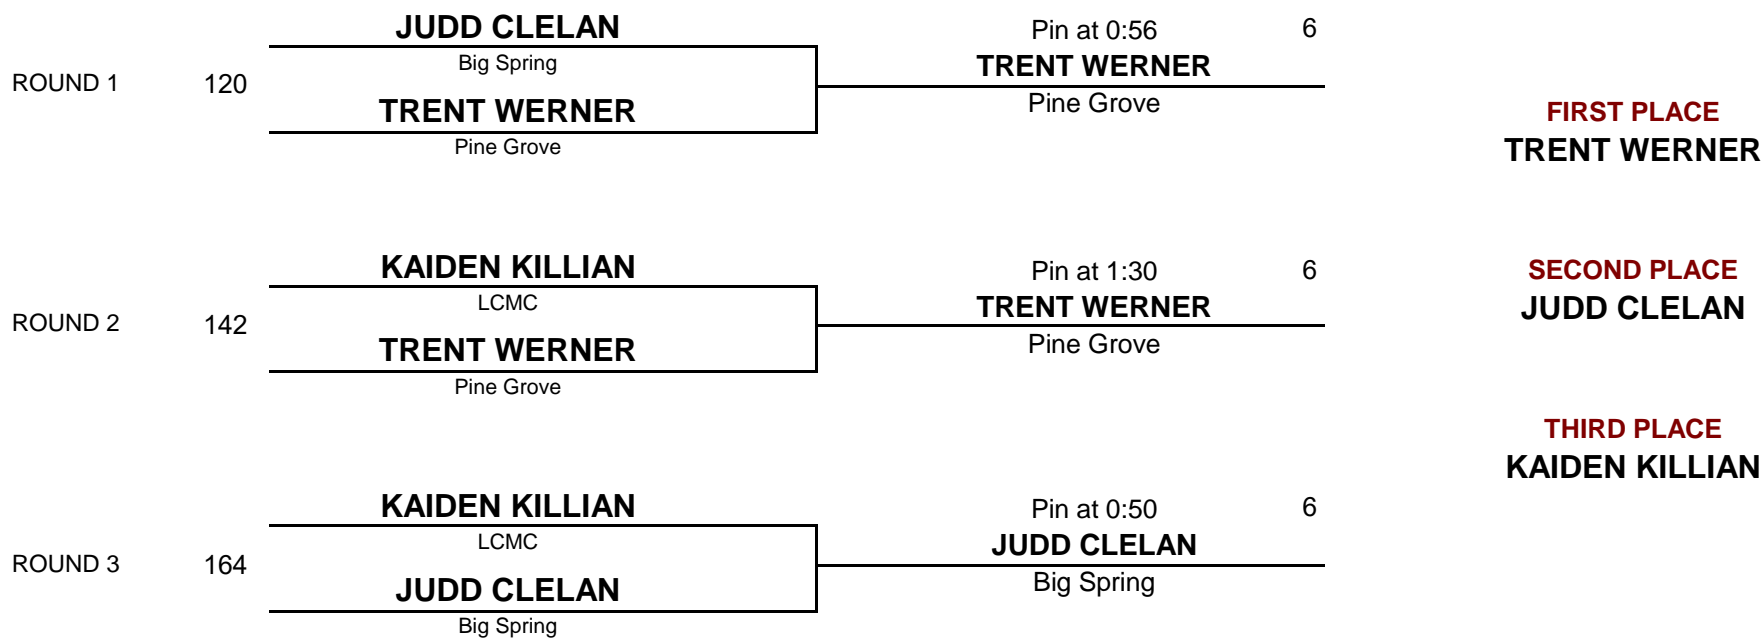 ROUND 1
120
JUDD CLELAN
Big Spring
TRENT WERNER
Pine Grove
Pin at 0:56
6
TRENT WERNER
Pine Grove
ROUND 2
142
KAIDEN KILLIAN
LCMC
TRENT WERNER
Pine Grove
Pin at 1:30
6
TRENT WERNER
Pine Grove
ROUND 3
164
KAIDEN KILLIAN
LCMC
JUDD CLELAN
Big Spring
Pin at 0:50
6
JUDD CLELAN
Big Spring
FIRST PLACE
TRENT WERNER
SECOND PLACE
JUDD CLELAN
THIRD PLACE
KAIDEN KILLIAN